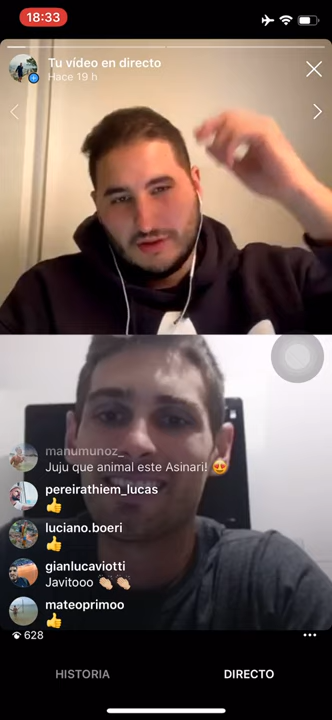 18:33
Tu vídeo en directo
Hace 19 h
manumunoz_
Juju que animal este Asinari! 😍
pereirathiem_lucas
👍
luciano.boeri
👍
gianlucaviotti
Javitooo 👏🏻👏🏻
mateoprimoo
👍
628
HISTORIA
DIRECTO